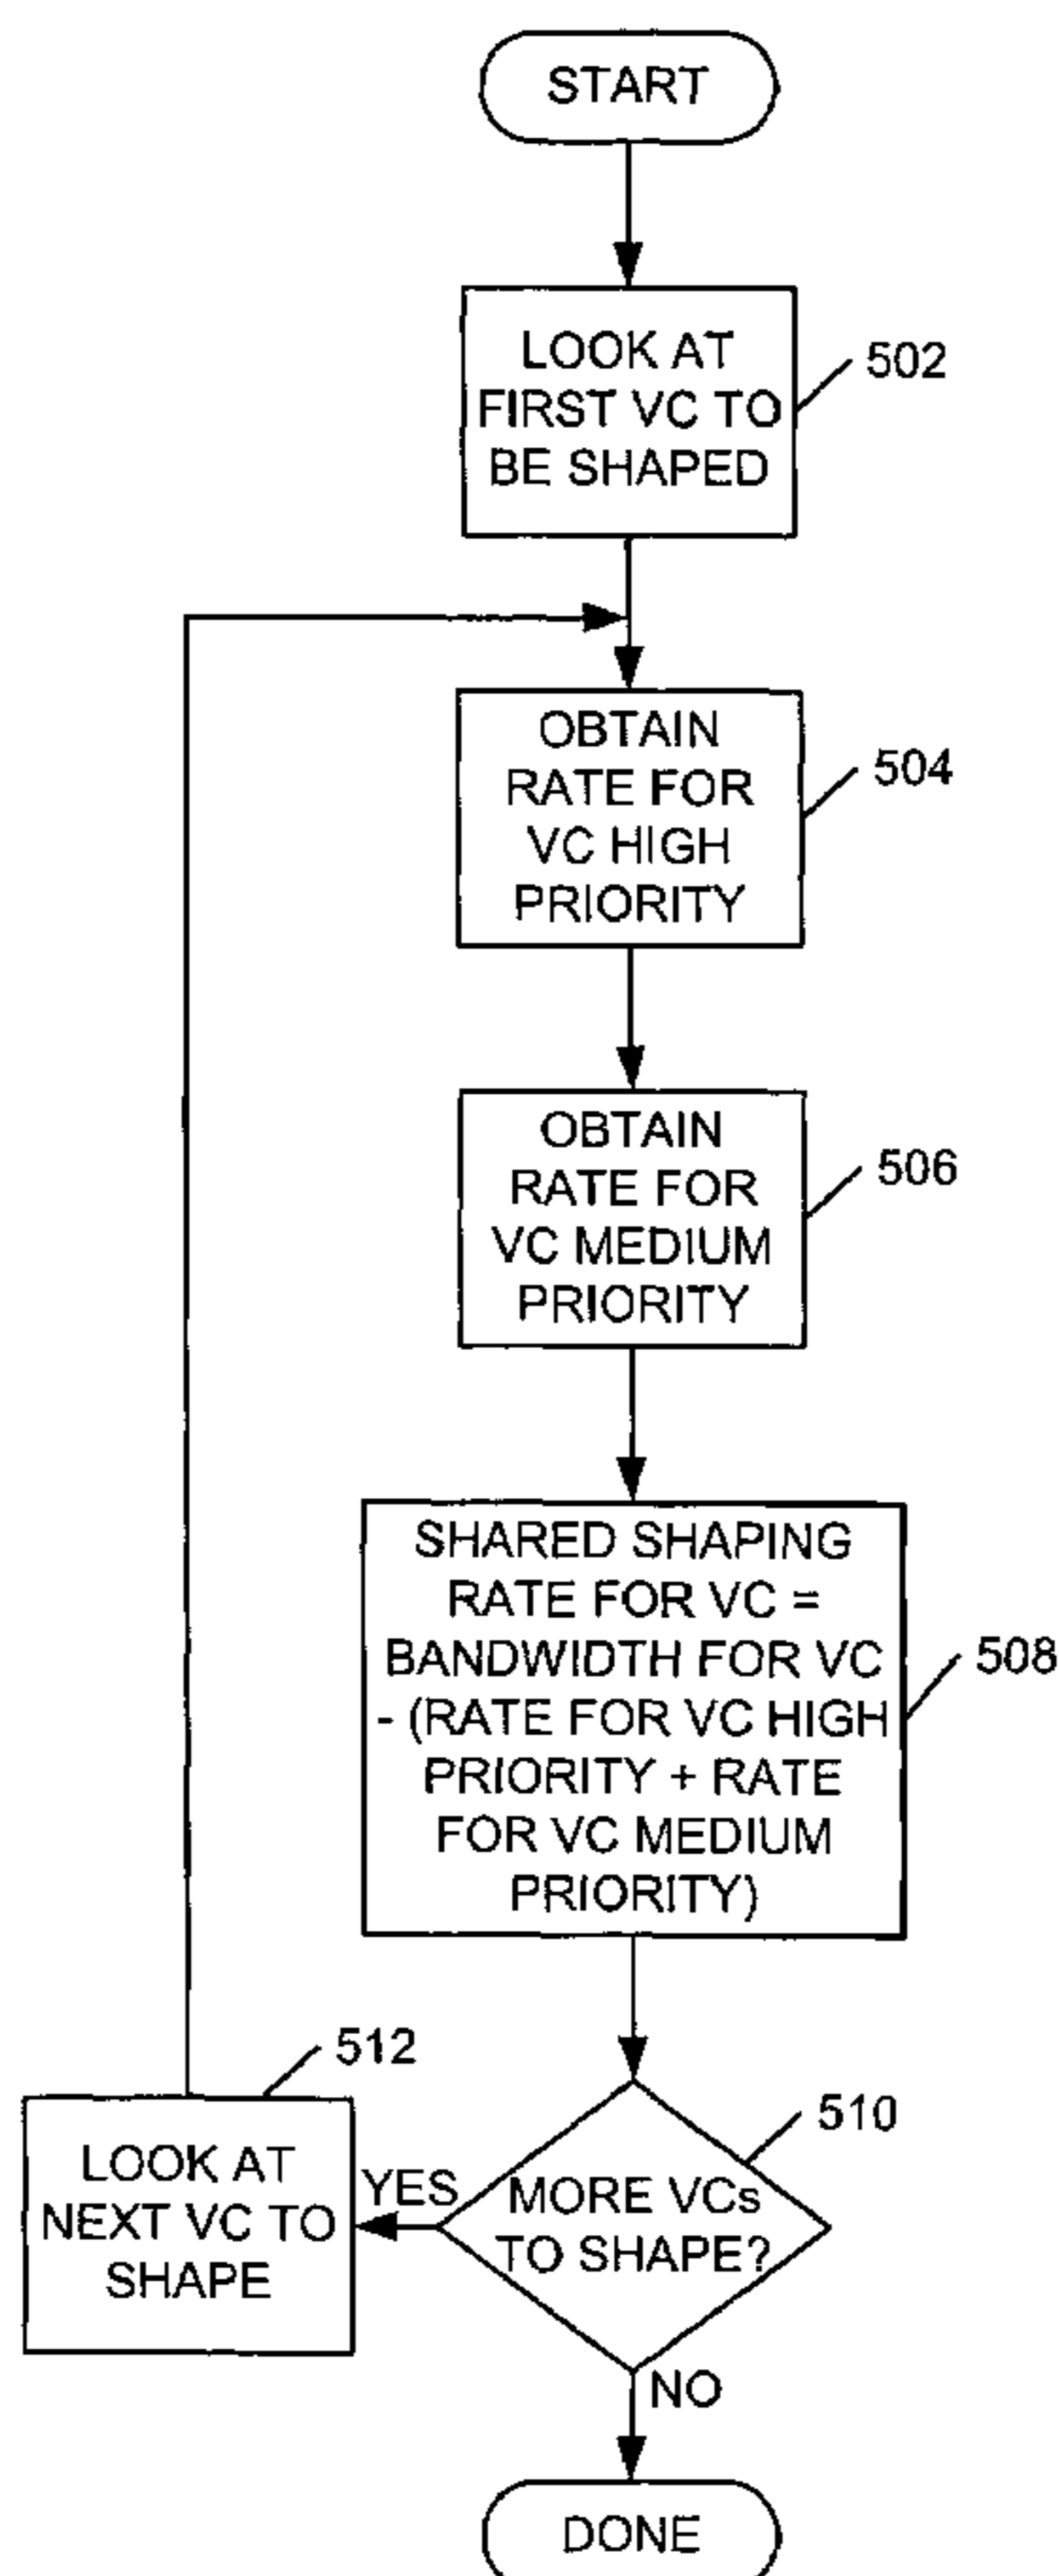 START
LOOK AT
FIRST VC TO
BE SHAPED
502
OBTAIN
RATE FOR
VC HIGH
PRIORITY
504
OBTAIN
RATE FOR
VC MEDIUM
PRIORITY
506
SHARED SHAPING
RATE FOR VC =
BANDWIDTH FOR VC
- (RATE FOR VC HIGH
PRIORITY + RATE
FOR VC MEDIUM
PRIORITY)
508
MORE VCs
TO SHAPE?
510
YES
LOOK AT
NEXT VC TO
SHAPE
512
NO
DONE